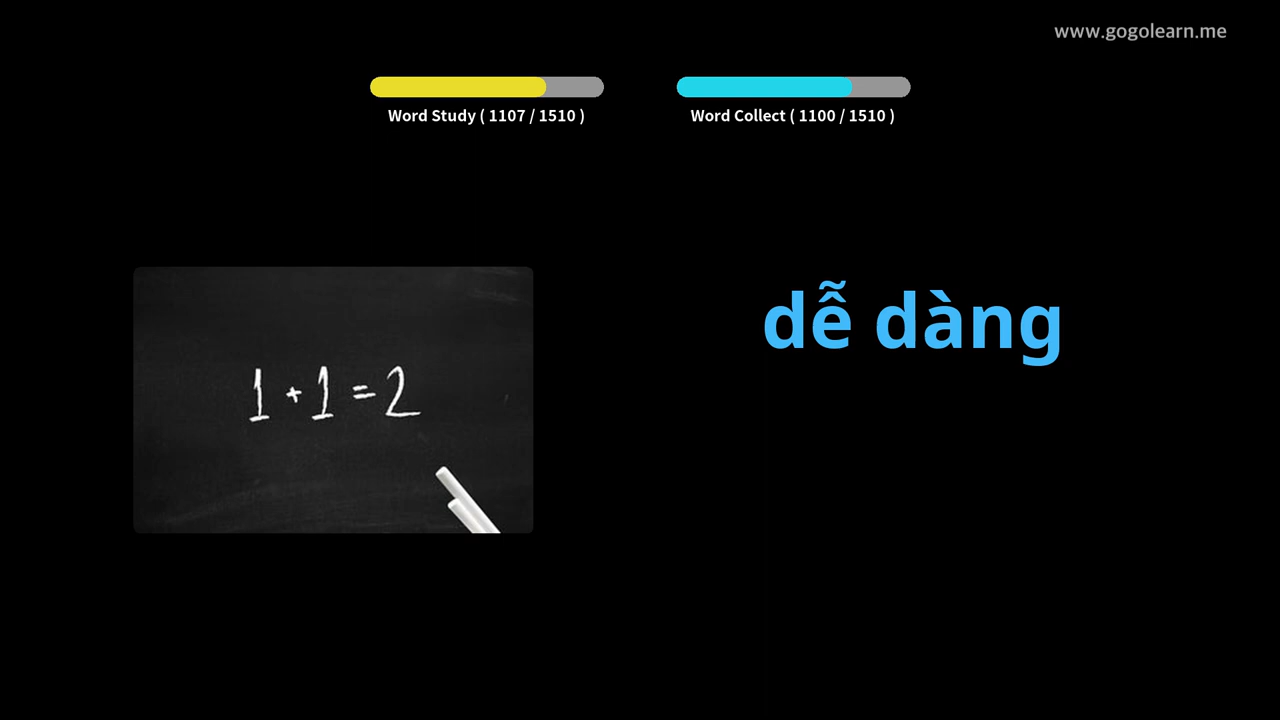 www.gogolearn.me
Word Study ( 1107 / 1510 )
Word Collect ( 1100 / 1510 )
dễ dàng
1 + 1 = 2